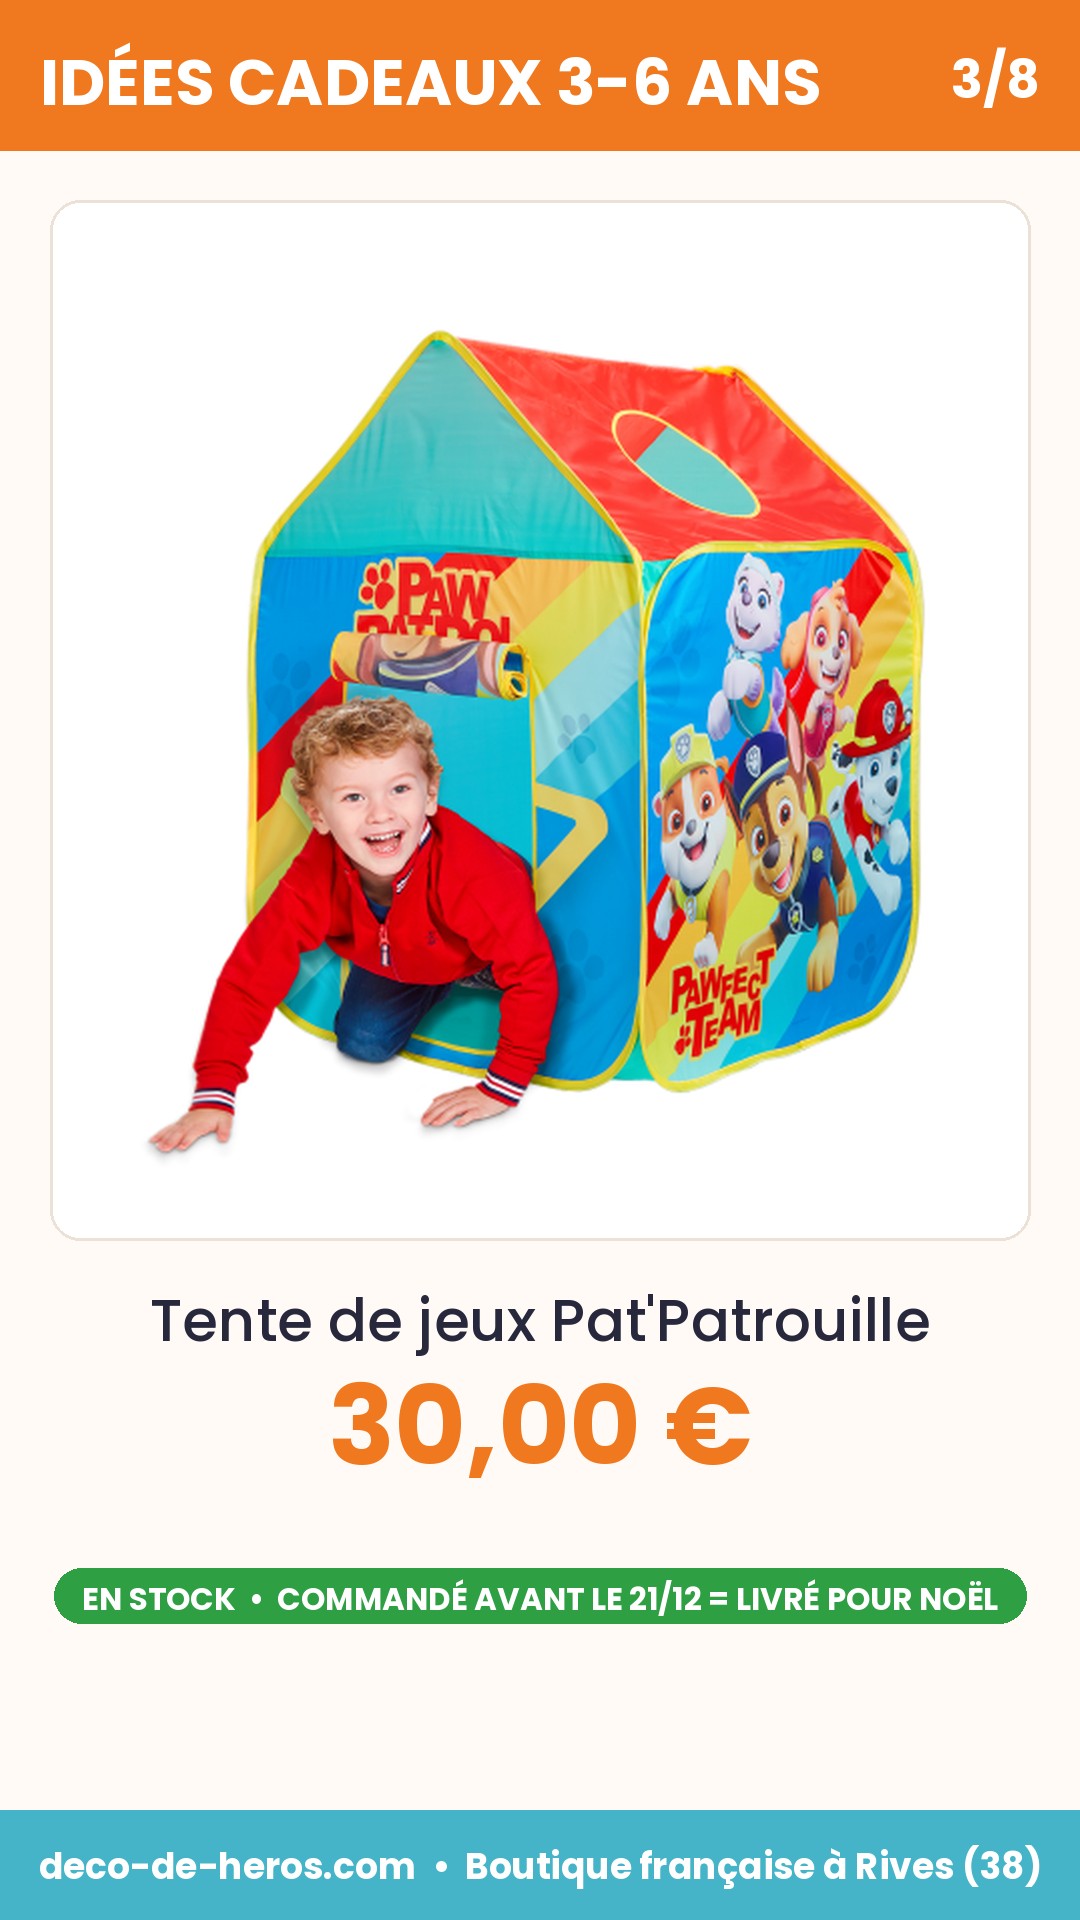 IDÉES CADEAUX 3-6 ANS 3/8
PAW
PATROL
PAWFECT
TEAM
Tente de jeux Pat'Patrouille
30,00 €
EN STOCK • COMMANDÉ AVANT LE 21/12 = LIVRÉ POUR NOËL
deco-de-heros.com • Boutique française à Rives (38)